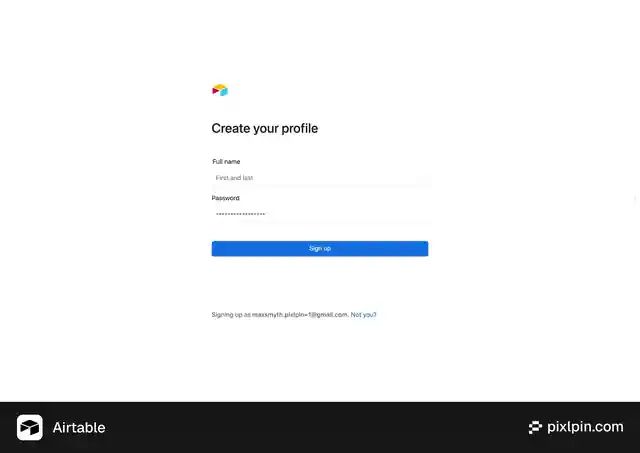 Create your profile
Full name
First and last
Password
Sign up
Signing up as maxsmyth.pixlpin+1@gmail.com. Not you?
Airtable
pixlpin.com